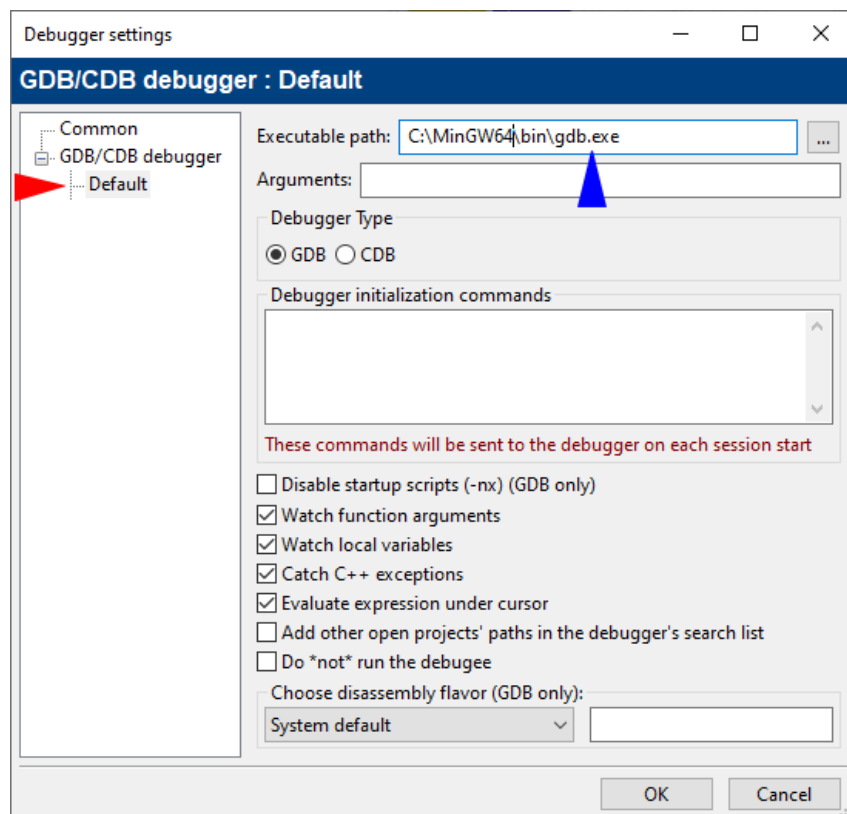 Debugger settings
GDB/CDB debugger : Default
Common
GDB/CDB debugger
Default
Executable path: C:\MinGW64\bin\gdb.exe ...
Arguments:
Debugger Type
GDB CDB
Debugger initialization commands
These commands will be sent to the debugger on each session start
Disable startup scripts (-nx) (GDB only)
Watch function arguments
Watch local variables
Catch C++ exceptions
Evaluate expression under cursor
Add other open projects' paths in the debugger's search list
Do *not* run the debugee
Choose disassembly flavor (GDB only):
System default
OK Cancel